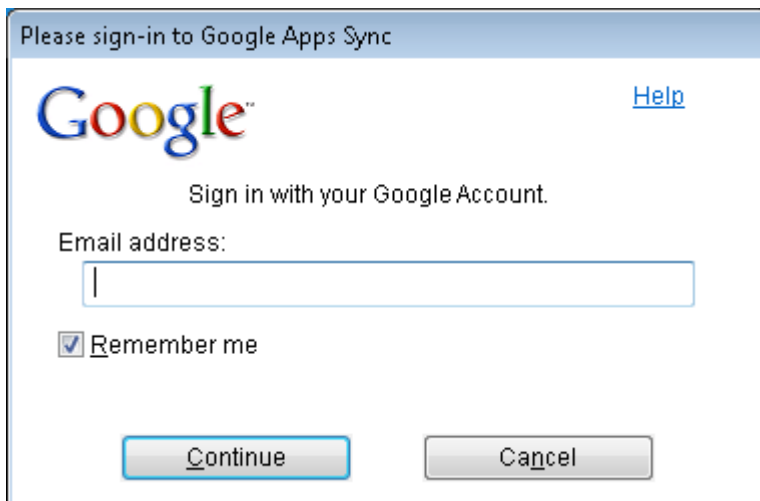 Please sign-in to Google Apps Sync
Google™
Help
Sign in with your Google Account.
Email address:
Remember me
Continue
Cancel